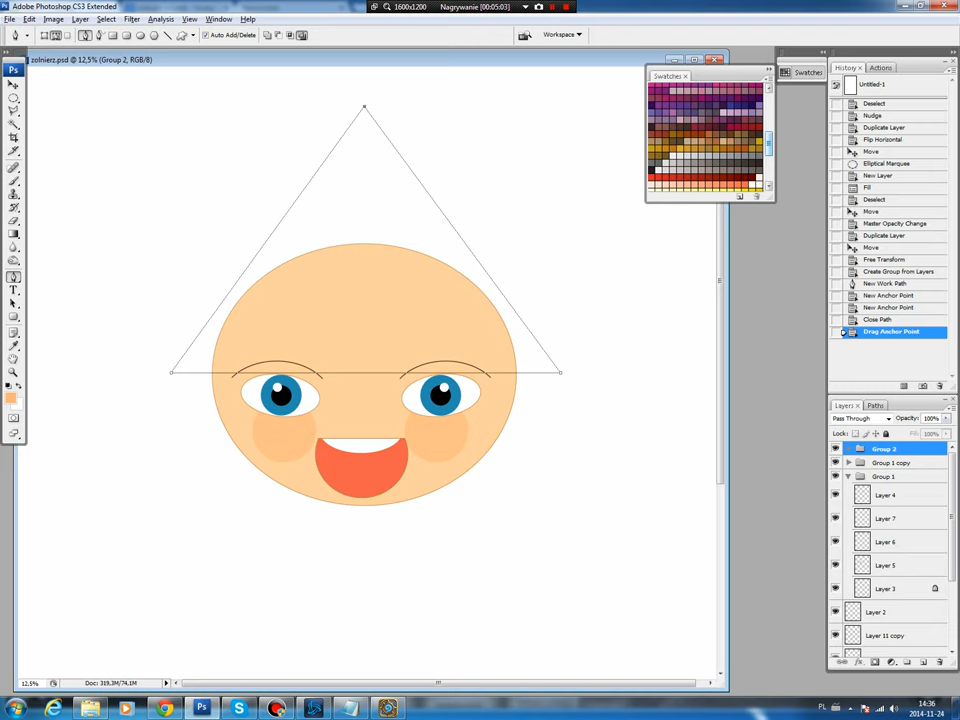 Adobe Photoshop CS3 Extended
1600x1200 Nagrywanie [00:05:03]
File Edit Image Layer Select Filter Analysis View Window Help
Auto Add/Delete
Workspace
zolnierz.psd @ 12,5% (Group 2, RGB/8)
Ps
T
Swatches x
Swatches
History x Actions
Untitled-1
Deselect
Nudge
Duplicate Layer
Flip Horizontal
Move
Elliptical Marquee
New Layer
Fill
Deselect
Move
Master Opacity Change
Duplicate Layer
Move
Free Transform
Create Group from Layers
New Work Path
New Anchor Point
New Anchor Point
Close Path
Drag Anchor Point
Layers x Paths
Pass Through Opacity: 100%
Lock: Fill: 100%
Group 2
Group 1 copy
Group 1
Layer 4
Layer 7
Layer 6
Layer 5
Layer 3
Layer 2
Layer 11 copy
12,5% Doc: 319,3M/74,1M
PL
14:36
2014-11-24